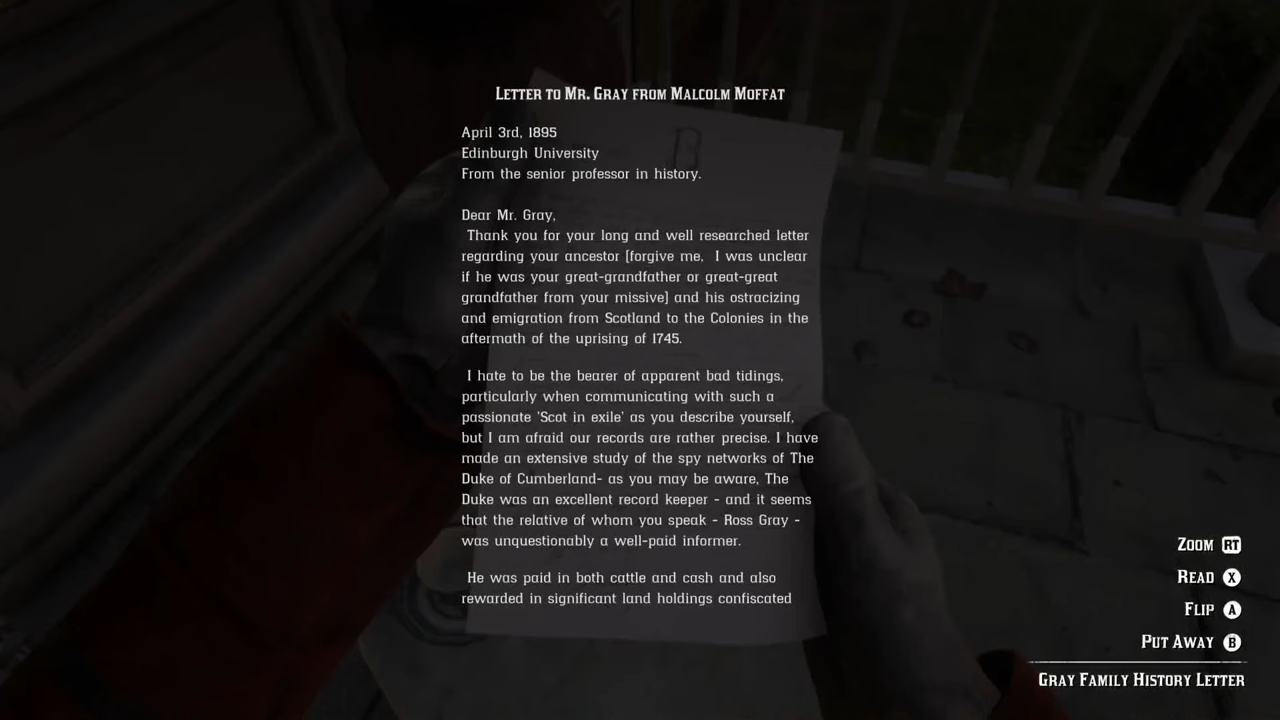 Letter to Mr. Gray from Malcolm Moffat
April 3rd, 1895
Edinburgh University
From the senior professor in history.
Dear Mr. Gray,
Thank you for your long and well researched letter
regarding your ancestor [forgive me, I was unclear
if he was your great-grandfather or great-great
grandfather from your missive] and his ostracizing
and emigration from Scotland to the Colonies in the
aftermath of the uprising of 1745.
I hate to be the bearer of apparent bad tidings,
particularly when communicating with such a
passionate 'Scot in exile' as you describe yourself,
but I am afraid our records are rather precise. I have
made an extensive study of the spy networks of The
Duke of Cumberland- as you may be aware, The
Duke was an excellent record keeper - and it seems
that the relative of whom you speak - Ross Gray -
was unquestionably a well-paid informer.
He was paid in both cattle and cash and also
rewarded in significant land holdings confiscated
Zoom RT
Read X
Flip A
Put Away B
Gray Family History Letter